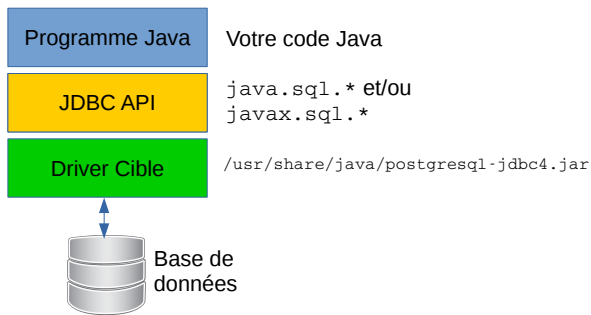 Programme Java
Votre code Java
JDBC API
java.sql.* et/ou
javax.sql.*
Driver Cible
/usr/share/java/postgresql-jdbc4.jar
Base de
données